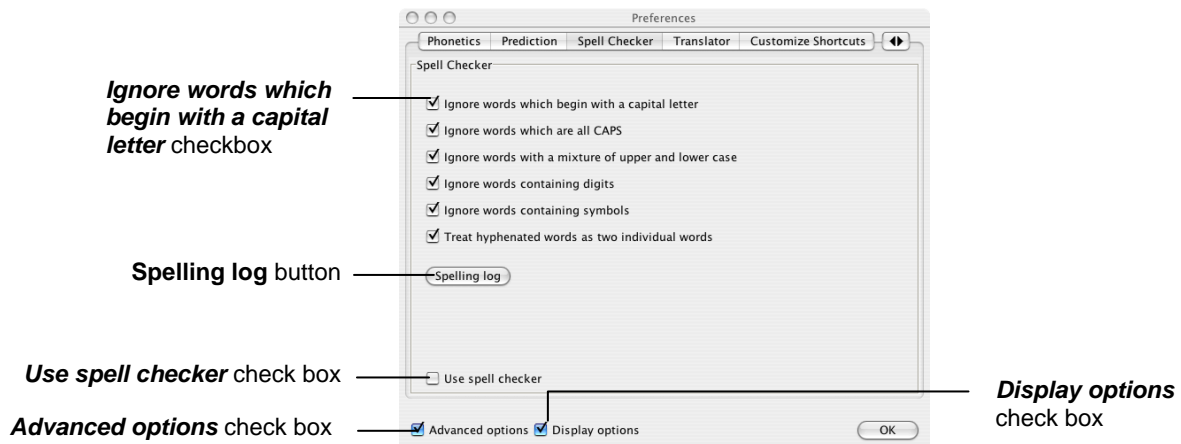 Preferences
Phonetics Prediction Spell Checker Translator Customize Shortcuts
Spell Checker
Ignore words which
begin with a capital
letter checkbox
Ignore words which begin with a capital letter
Ignore words which are all CAPS
Ignore words with a mixture of upper and lower case
Ignore words containing digits
Ignore words containing symbols
Treat hyphenated words as two individual words
Spelling log button
Spelling log
Use spell checker check box
Use spell checker
Display options
check box
Advanced options check box
Advanced options Display options OK